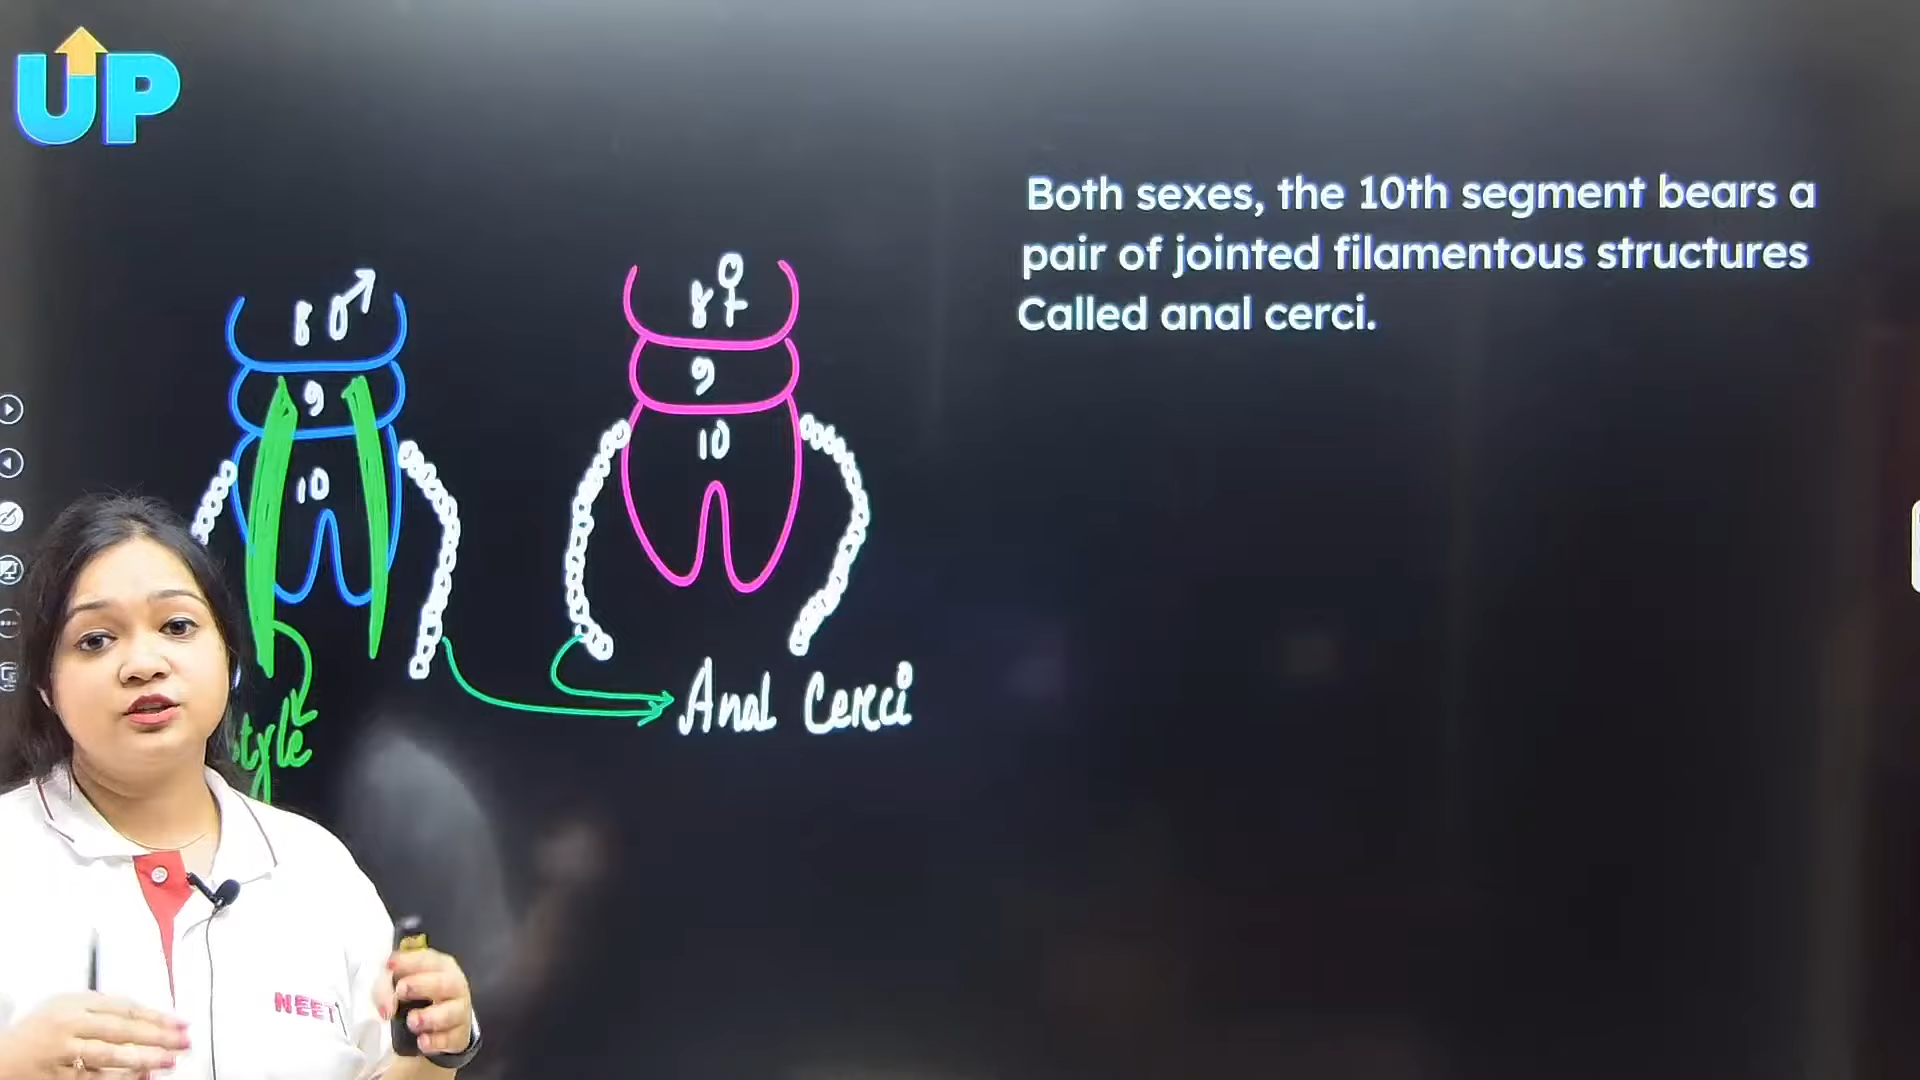 UP
Both sexes, the 10th segment bears a
pair of jointed filamentous structures
Called anal cerci.
8 ♂
9
10
8 ♀
9
10
Anal Cerci
NEET